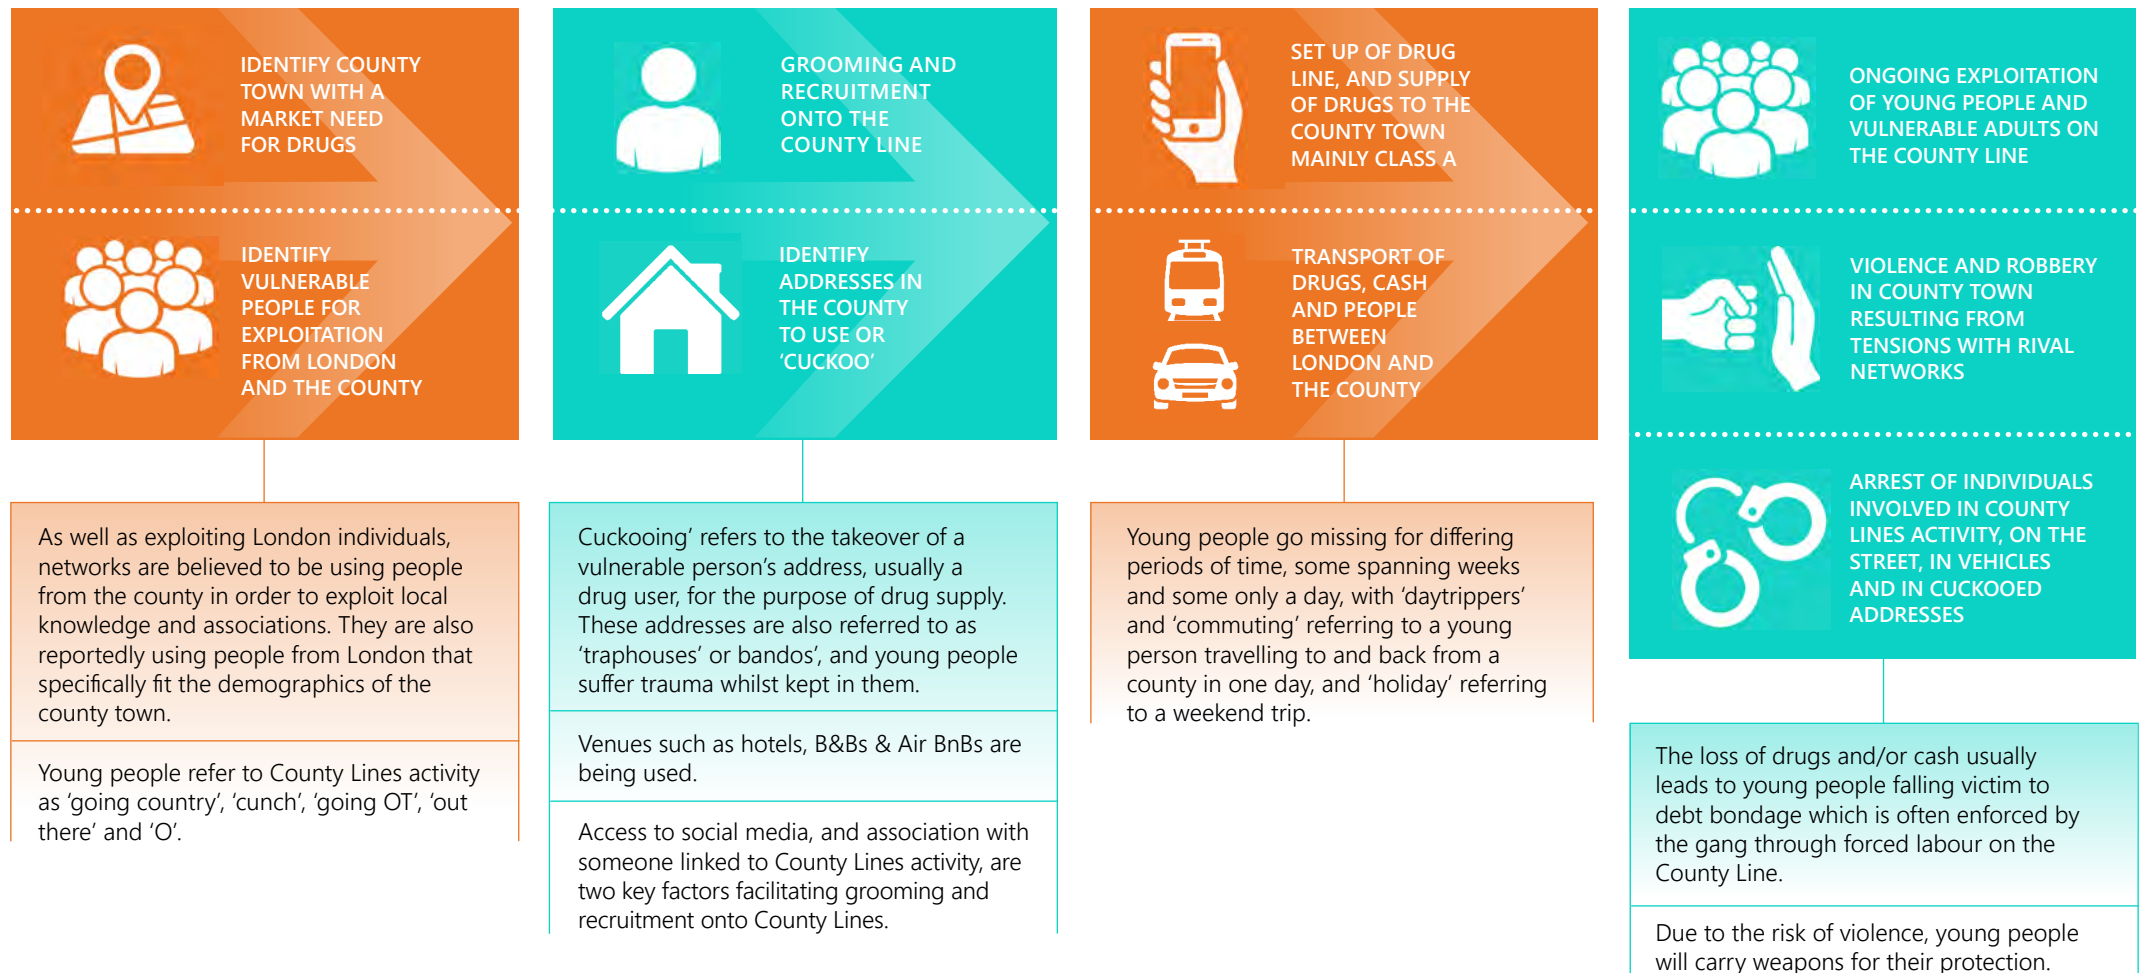 IDENTIFY COUNTY
TOWN WITH A
MARKET NEED
FOR DRUGS
IDENTIFY
VULNERABLE
PEOPLE FOR
EXPLOITATION
FROM LONDON
AND THE COUNTY
As well as exploiting London individuals,
networks are believed to be using people
from the county in order to exploit local
knowledge and associations. They are also
reportedly using people from London that
specifically fit the demographics of the
county town.
Young people refer to County Lines activity
as ‘going country’, ‘cunch’, ‘going OT’, ‘out
there’ and ‘O’.
GROOMING AND
RECRUITMENT
ONTO THE
COUNTY LINE
IDENTIFY
ADDRESSES IN
THE COUNTY
TO USE OR
‘CUCKOO’
Cuckooing’ refers to the takeover of a
vulnerable person’s address, usually a
drug user, for the purpose of drug supply.
These addresses are also referred to as
‘traphouses’ or bandos’, and young people
suffer trauma whilst kept in them.
Venues such as hotels, B&Bs & Air BnBs are
being used.
Access to social media, and association with
someone linked to County Lines activity, are
two key factors facilitating grooming and
recruitment onto County Lines.
SET UP OF DRUG
LINE, AND SUPPLY
OF DRUGS TO THE
COUNTY TOWN
MAINLY CLASS A
TRANSPORT OF
DRUGS, CASH
AND PEOPLE
BETWEEN
LONDON AND
THE COUNTY
Young people go missing for differing
periods of time, some spanning weeks
and some only a day, with ‘daytrippers’
and ‘commuting’ referring to a young
person travelling to and back from a
county in one day, and ‘holiday’ referring
to a weekend trip.
ONGOING EXPLOITATION
OF YOUNG PEOPLE AND
VULNERABLE ADULTS ON
THE COUNTY LINE
VIOLENCE AND ROBBERY
IN COUNTY TOWN
RESULTING FROM
TENSIONS WITH RIVAL
NETWORKS
ARREST OF INDIVIDUALS
INVOLVED IN COUNTY
LINES ACTIVITY, ON THE
STREET, IN VEHICLES
AND IN CUCKOOED
ADDRESSES
The loss of drugs and/or cash usually
leads to young people falling victim to
debt bondage which is often enforced by
the gang through forced labour on the
County Line.
Due to the risk of violence, young people
will carry weapons for their protection.